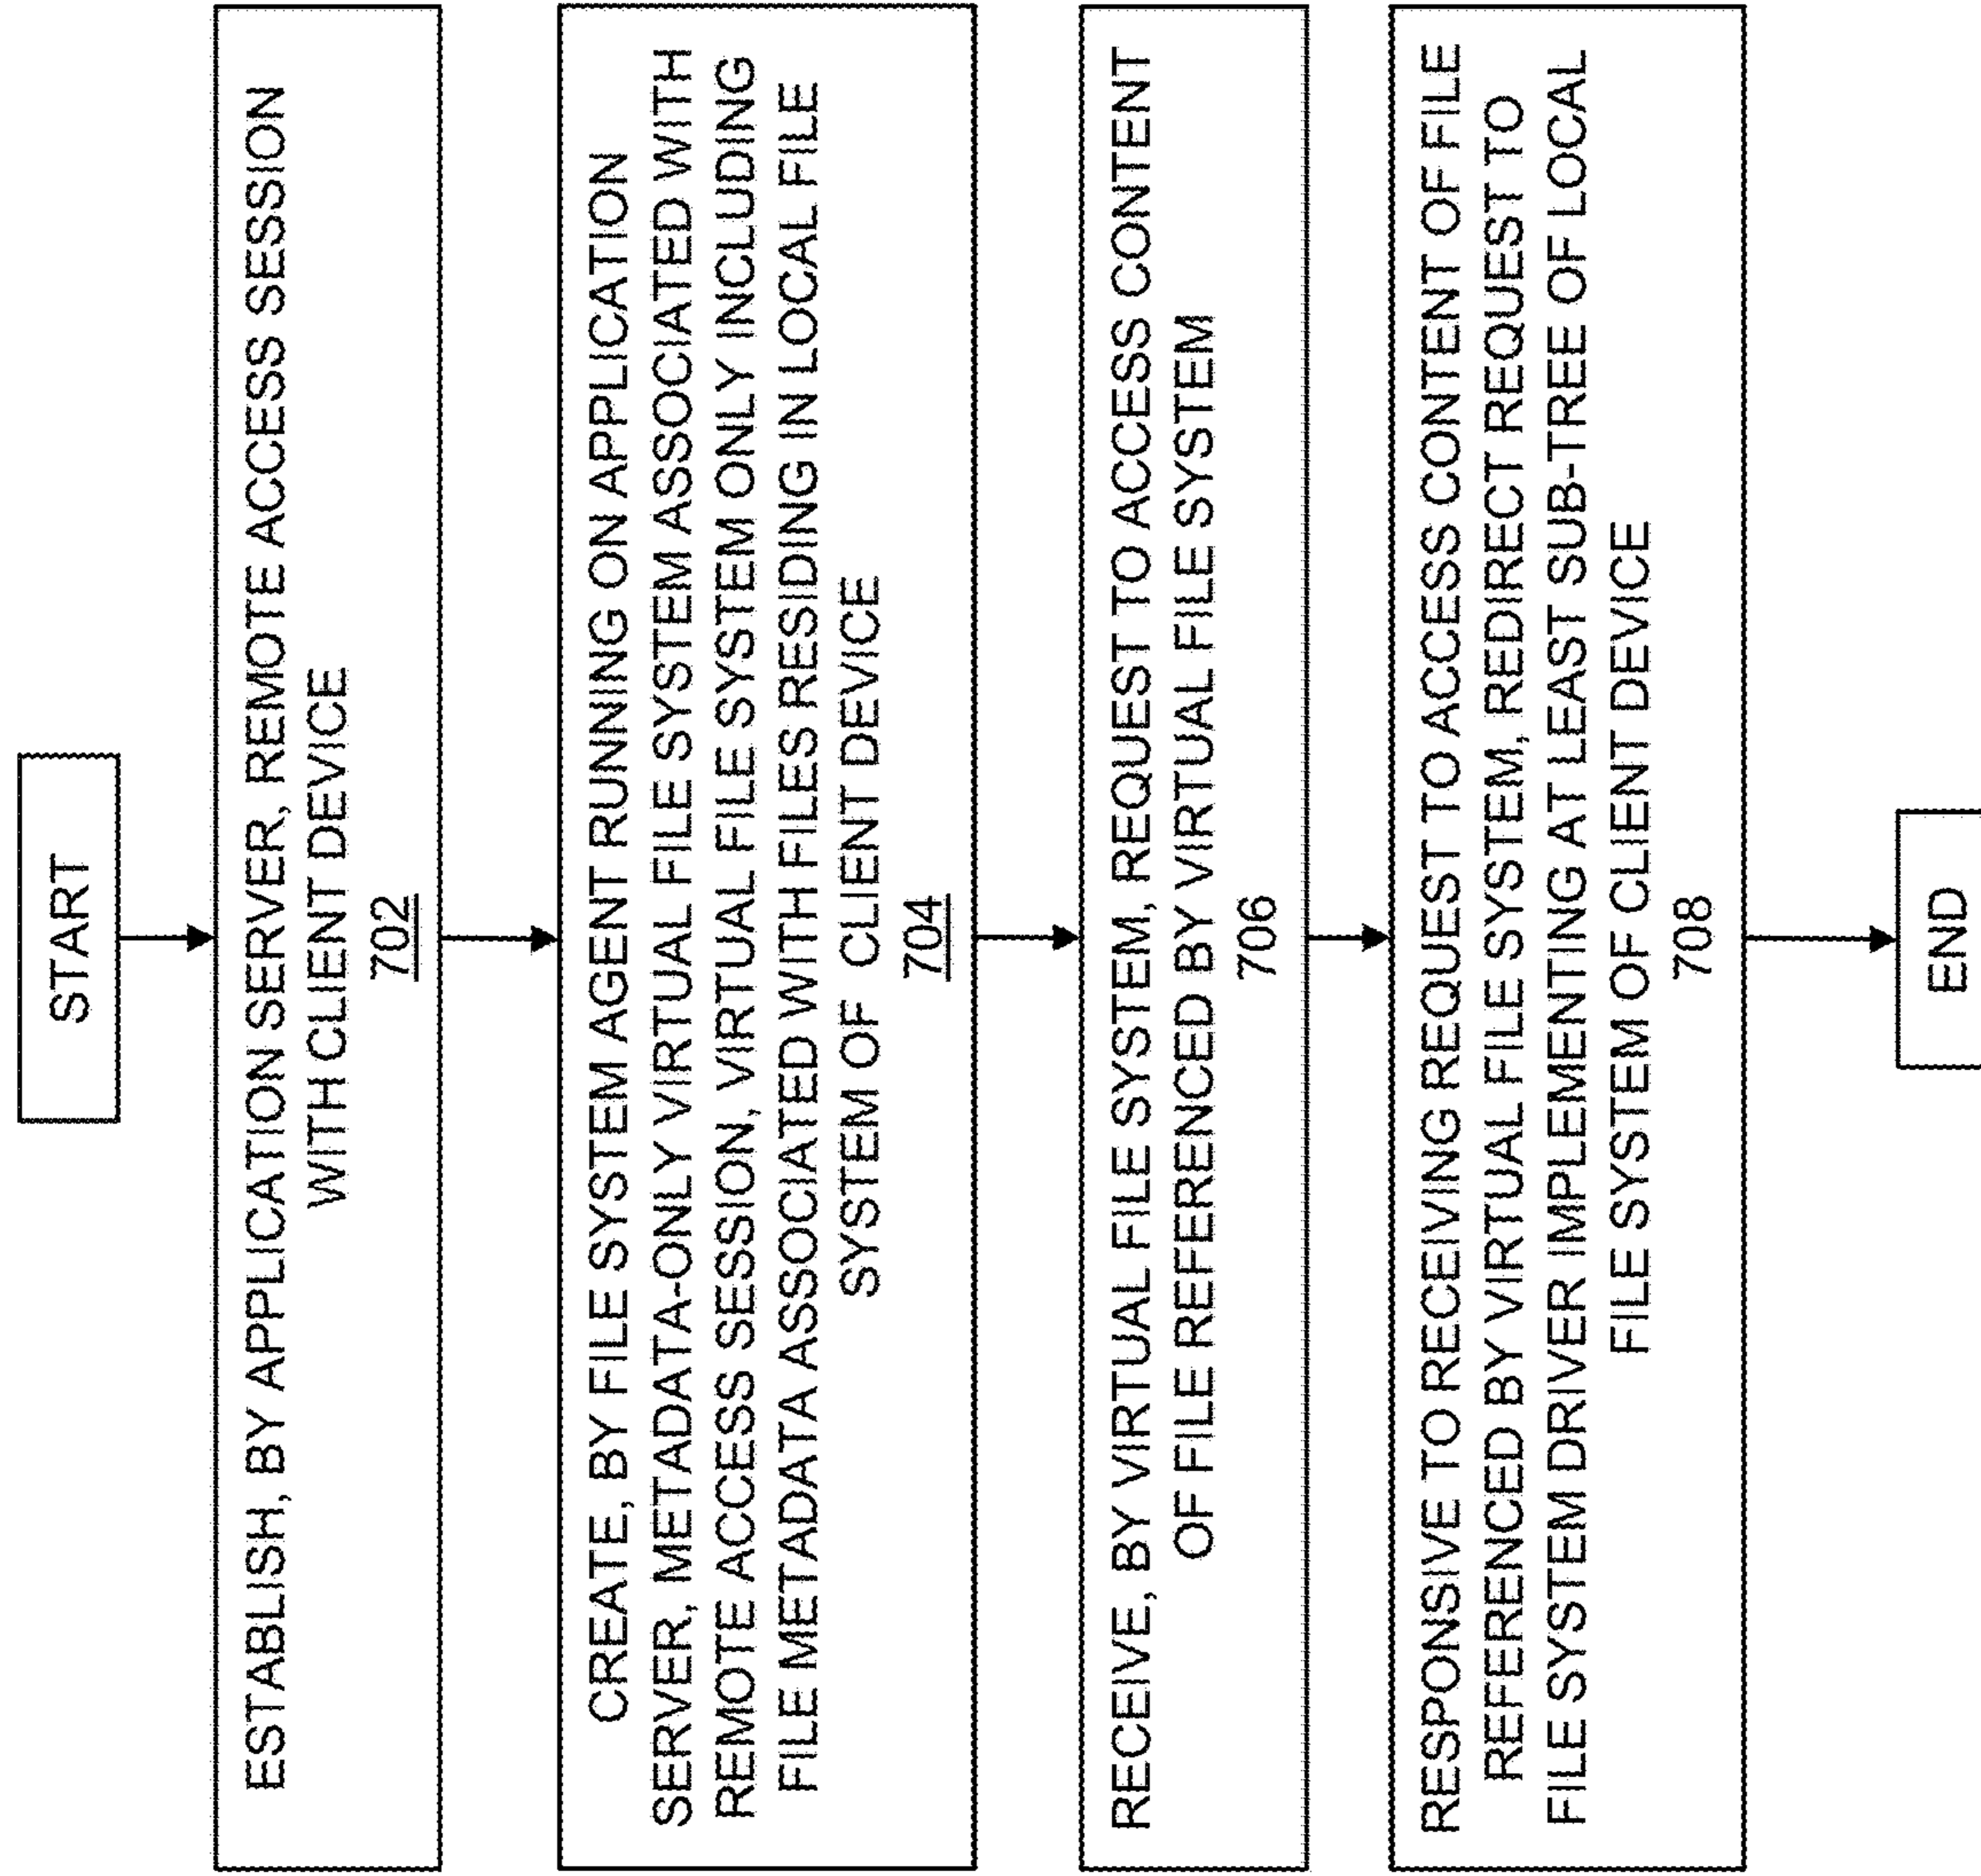 START
ESTABLISH, BY APPLICATION SERVER, REMOTE ACCESS SESSION
WITH CLIENT DEVICE
702
CREATE, BY FILE SYSTEM AGENT RUNNING ON APPLICATION
SERVER, METADATA-ONLY VIRTUAL FILE SYSTEM ASSOCIATED WITH
REMOTE ACCESS SESSION, VIRTUAL FILE SYSTEM ONLY INCLUDING
FILE METADATA ASSOCIATED WITH FILES RESIDING IN LOCAL FILE
SYSTEM OF CLIENT DEVICE
704
RECEIVE, BY VIRTUAL FILE SYSTEM, REQUEST TO ACCESS CONTENT
OF FILE REFERENCED BY VIRTUAL FILE SYSTEM
706
RESPONSIVE TO RECEIVING REQUEST TO ACCESS CONTENT OF FILE
REFERENCED BY VIRTUAL FILE SYSTEM, REDIRECT REQUEST TO
FILE SYSTEM DRIVER IMPLEMENTING AT LEAST SUB-TREE OF LOCAL
FILE SYSTEM OF CLIENT DEVICE
708
END